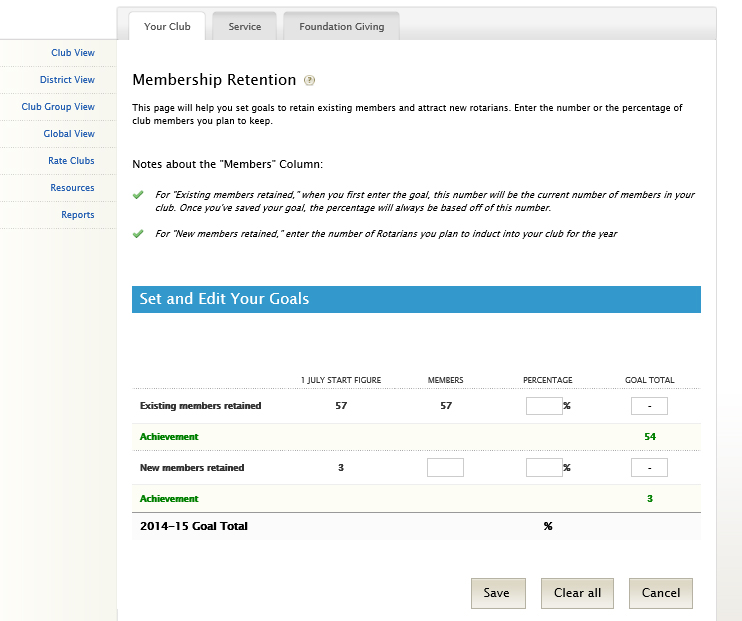 Your Club
Service
Foundation Giving
Club View
District View
Club Group View
Global View
Rate Clubs
Resources
Reports
Membership Retention ?
This page will help you set goals to retain existing members and attract new rotarians. Enter the number or the percentage of
club members you plan to keep.
Notes about the "Members" Column:
For "Existing members retained," when you first enter the goal, this number will be the current number of members in your
club. Once you've saved your goal, the percentage will always be based off of this number.
For "New members retained," enter the number of Rotarians you plan to induct into your club for the year
Set and Edit Your Goals
1 JULY START FIGURE MEMBERS PERCENTAGE GOAL TOTAL
Existing members retained 57 57 % -
Achievement 54
New members retained 3 % -
Achievement 3
2014-15 Goal Total %
Save Clear all Cancel